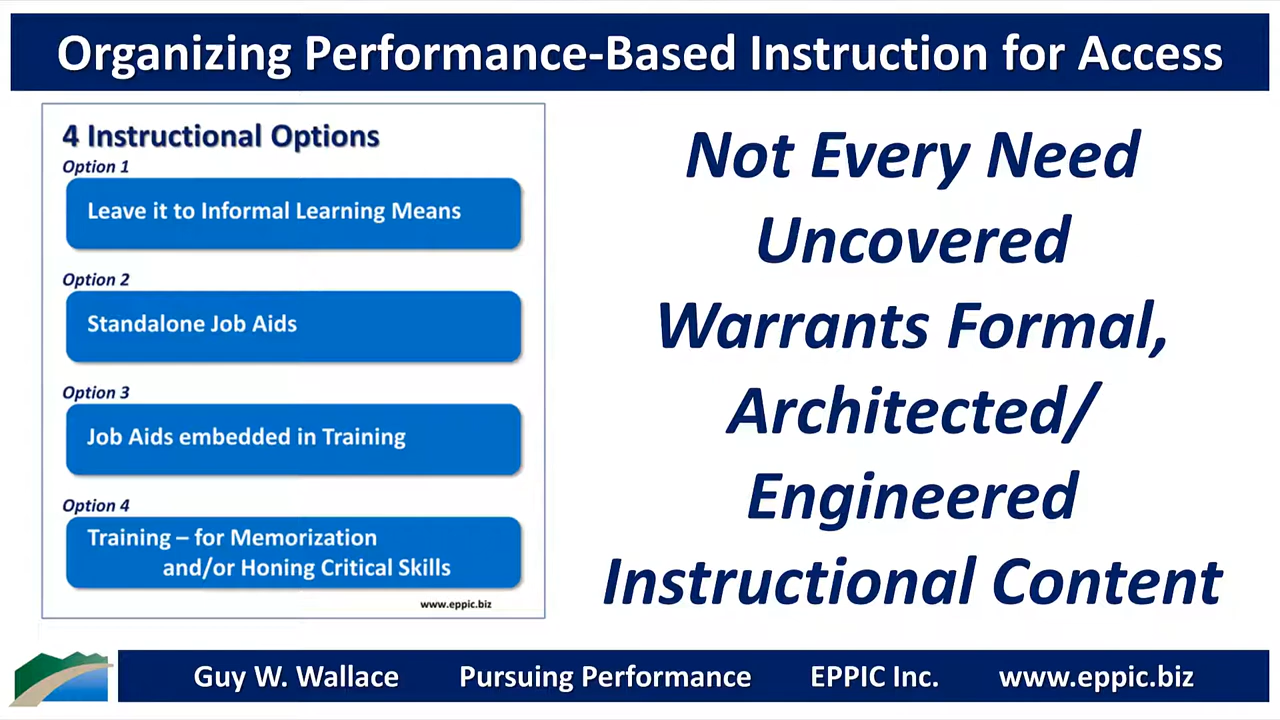 Organizing Performance-Based Instruction for Access
4 Instructional Options
Option 1
Leave it to Informal Learning Means
Option 2
Standalone Job Aids
Option 3
Job Aids embedded in Training
Option 4
Training – for Memorization
and/or Honing Critical Skills
www.eppic.biz
Not Every Need
Uncovered
Warrants Formal,
Architected/
Engineered
Instructional Content
Guy W. Wallace Pursuing Performance EPPIC Inc. www.eppic.biz